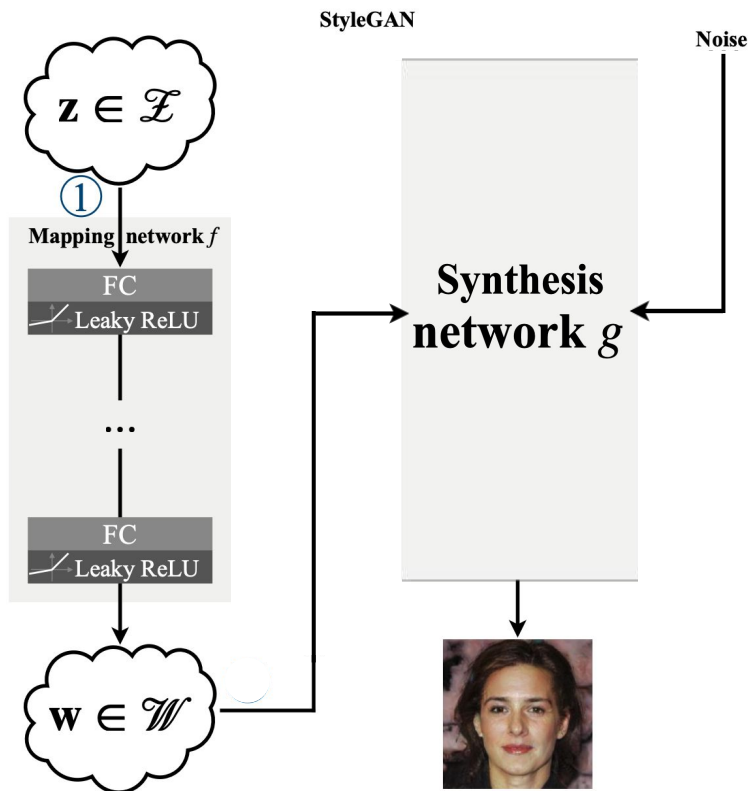 StyleGAN
Noise
z ∈ 𝒵
①
Mapping network f
FC
Leaky ReLU
...
FC
Leaky ReLU
w ∈ 𝒲
Synthesis
network g